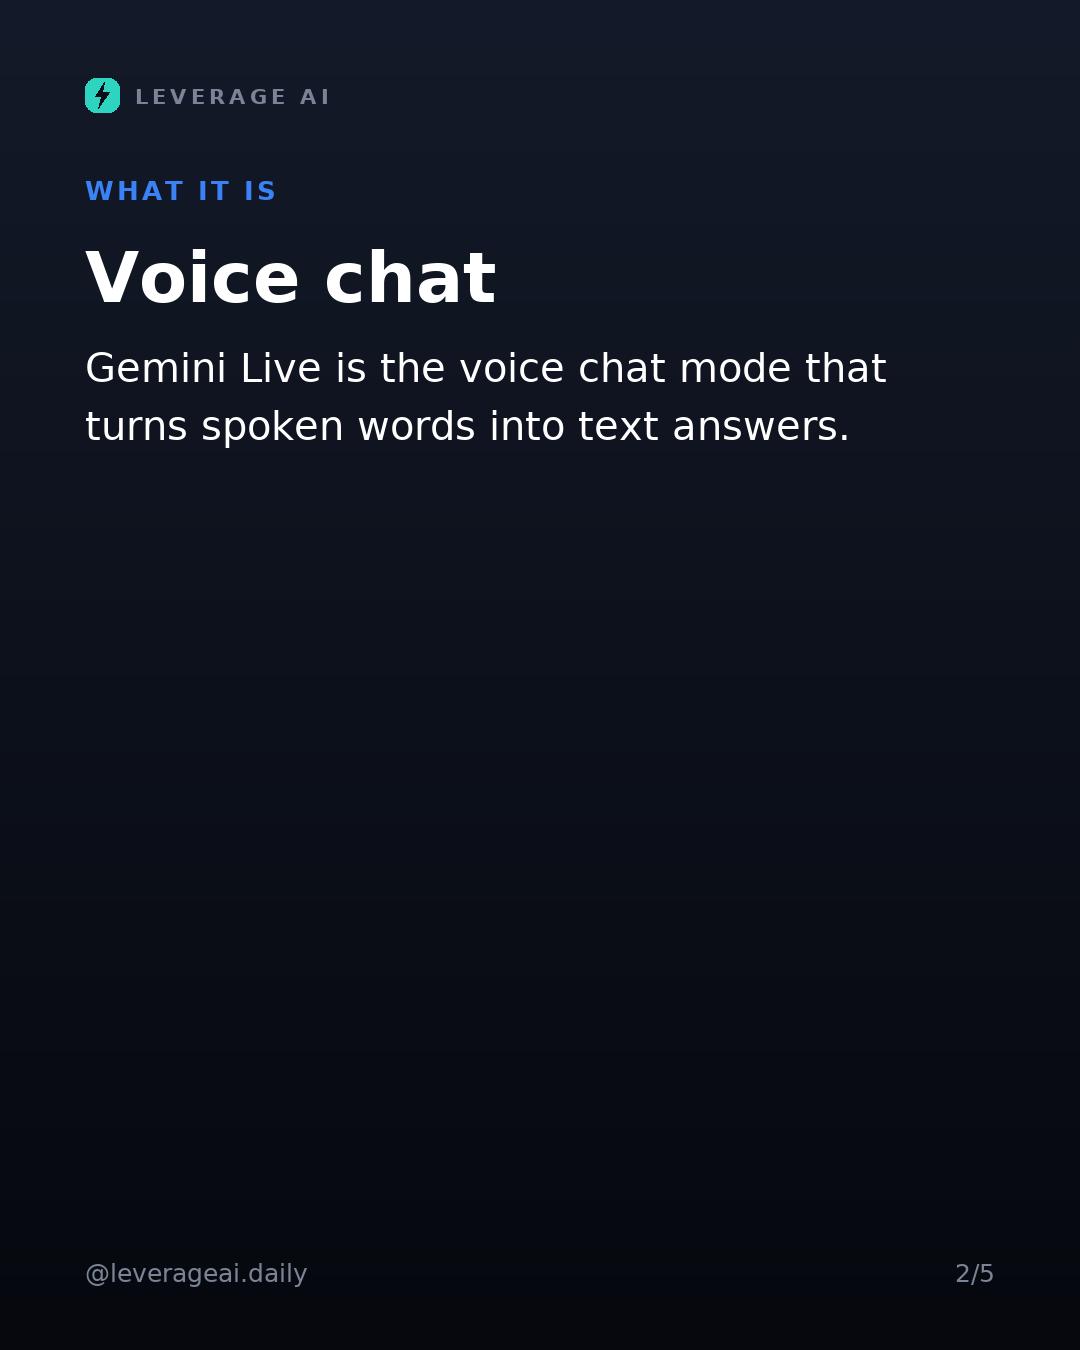 LEVERAGE AI
WHAT IT IS
Voice chat
Gemini Live is the voice chat mode that
turns spoken words into text answers.
@leverageai.daily
2/5